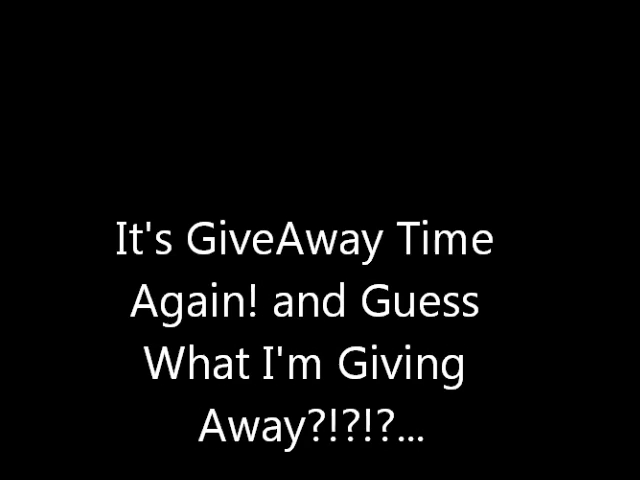 It's GiveAway Time
Again! and Guess
What I'm Giving
Away?!?!?...